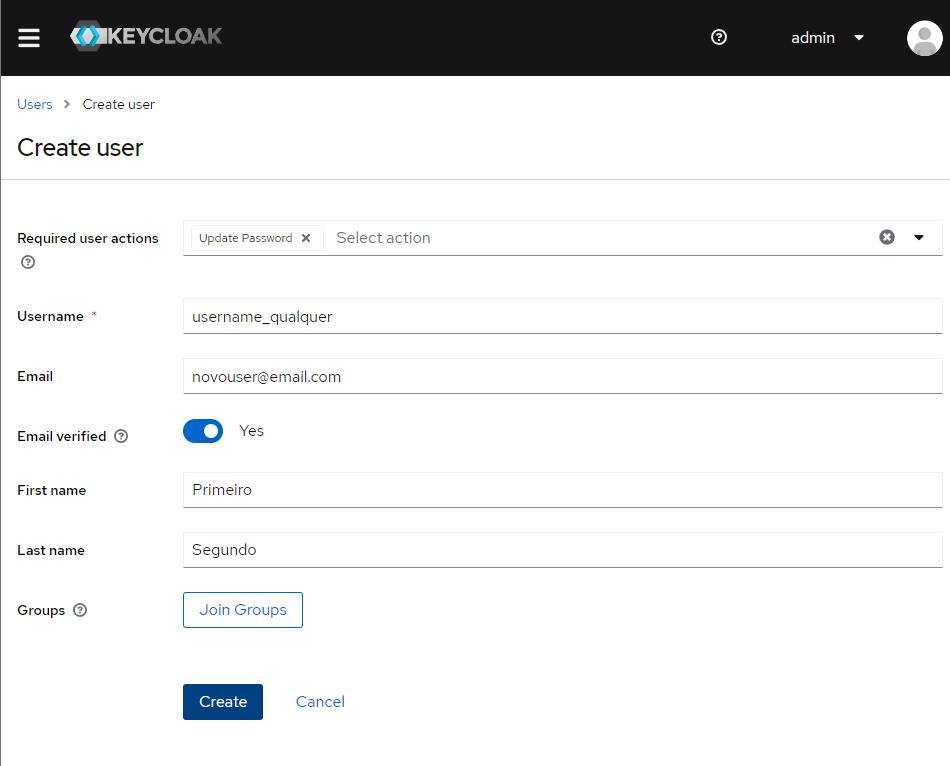 KEYCLOAK
admin
Users > Create user
Create user
Required user actions
Update Password
Select action
Username *
username_qualquer
Email
novouser@email.com
Email verified
Yes
First name
Primeiro
Last name
Segundo
Groups
Join Groups
Create
Cancel